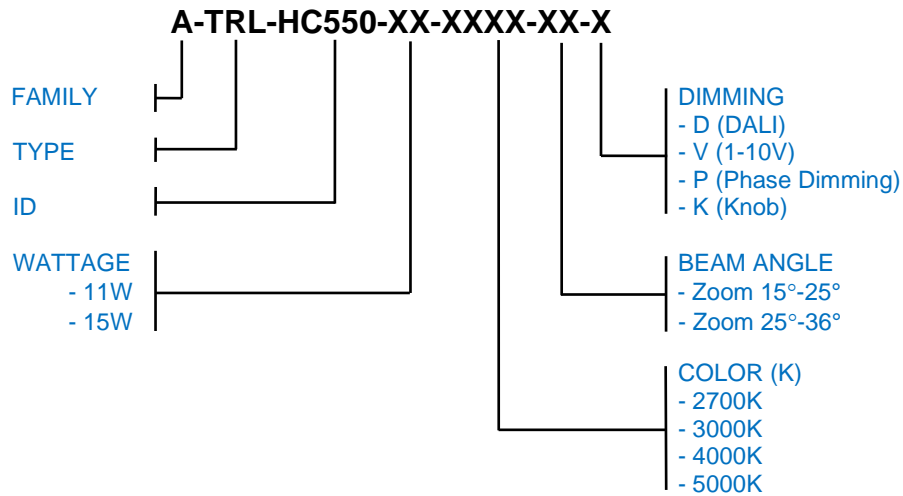 A-TRL-HC550-XX-XXXX-XX-X
FAMILY
TYPE
ID
WATTAGE
- 11W
- 15W
DIMMING
- D (DALI)
- V (1-10V)
- P (Phase Dimming)
- K (Knob)
BEAM ANGLE
- Zoom 15°-25°
- Zoom 25°-36°
COLOR (K)
- 2700K
- 3000K
- 4000K
- 5000K